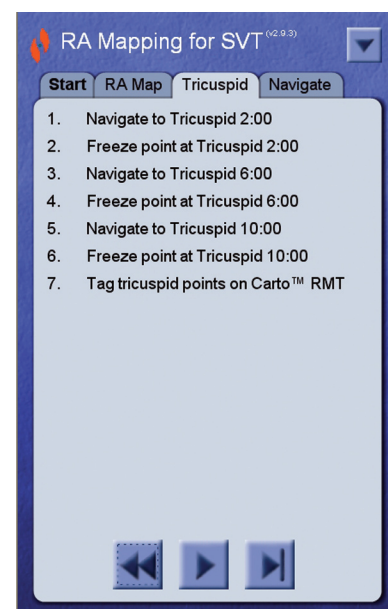 RA Mapping for SVT (v2.9.3)
Start RA Map Tricuspid Navigate
1. Navigate to Tricuspid 2:00
2. Freeze point at Tricuspid 2:00
3. Navigate to Tricuspid 6:00
4. Freeze point at Tricuspid 6:00
5. Navigate to Tricuspid 10:00
6. Freeze point at Tricuspid 10:00
7. Tag tricuspid points on Carto™ RMT